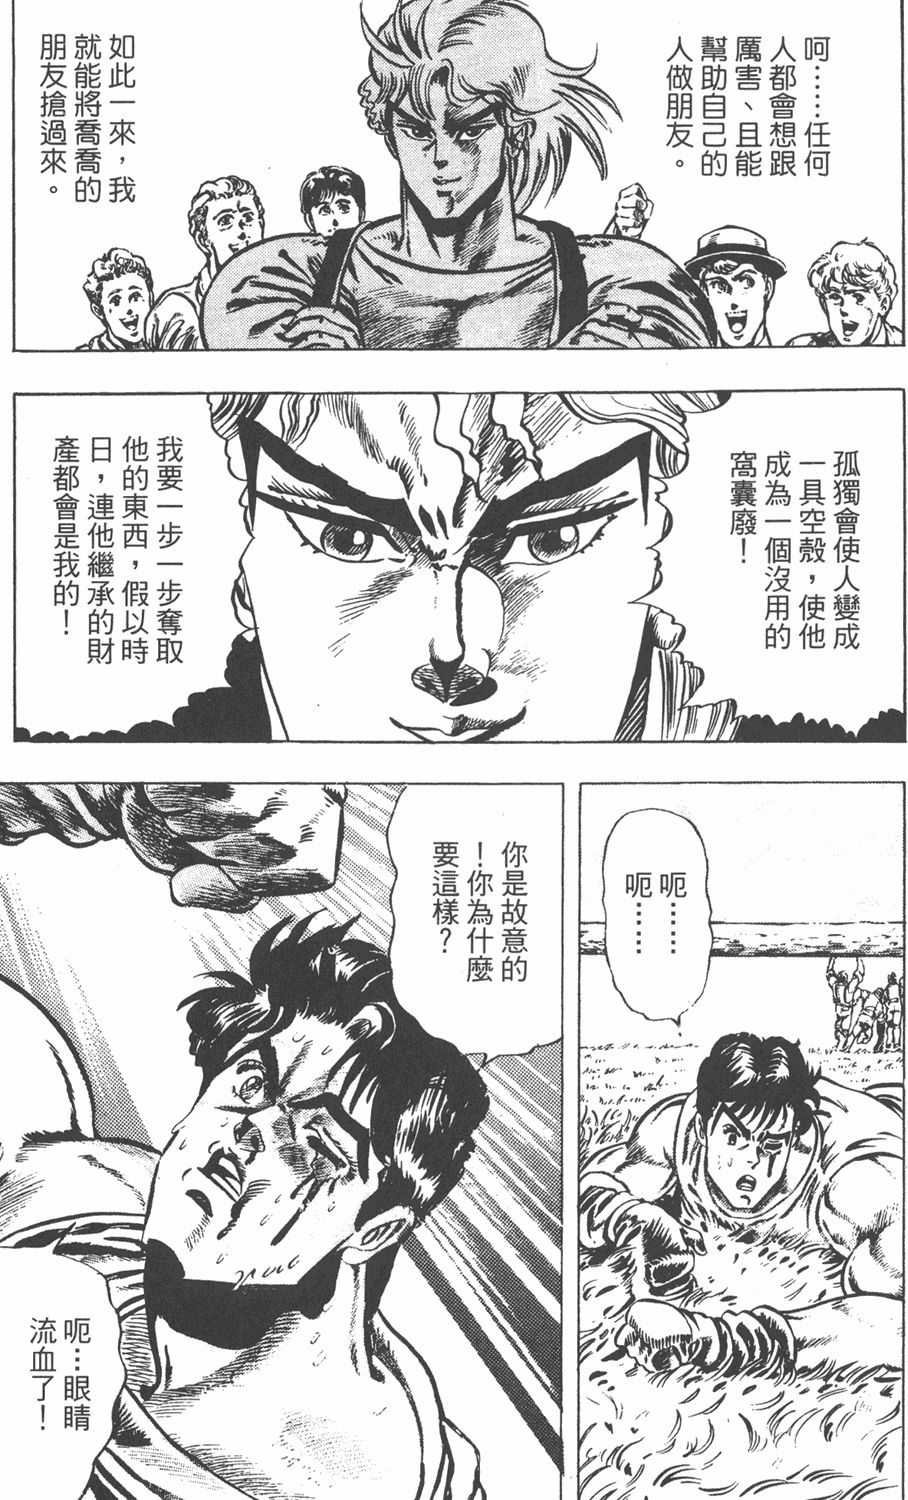 呵……任何
人都會想跟
厲害、且能
幫助自己的
人做朋友。
如此一來，我
就能將喬喬的
朋友搶過來。
孤獨會使人變成
一具空殼，使他
成為一個沒用的
窩囊廢！
我要一步一步奪取
他的東西，假以時
日，連他繼承的財
產都會是我的！
呃……
呃……
你是故意的
！你為什麼
要這樣？
呃…眼睛
流血了！